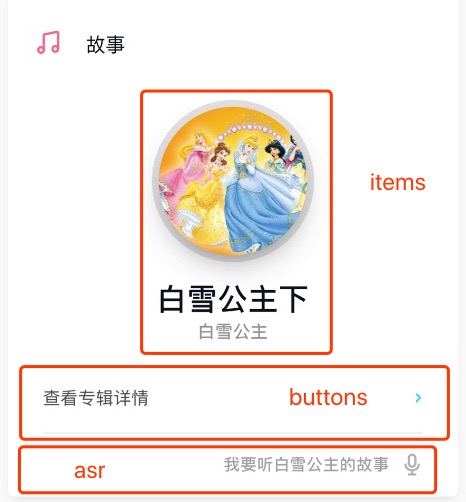 故事
items
白雪公主下
白雪公主
查看专辑详情 buttons
asr 我要听白雪公主的故事